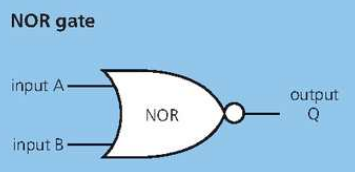 NOR gate
input A
output
Q
NOR
input B